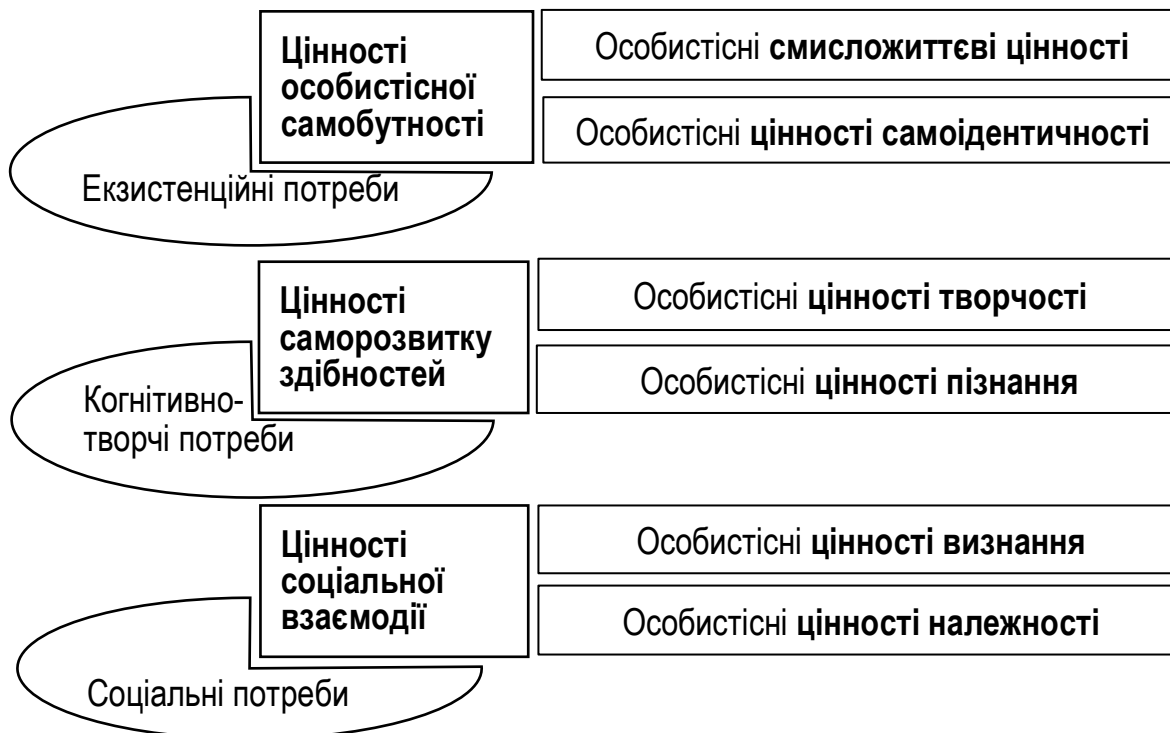 Цінності
особистісної
самобутності
Особистісні смисложиттєві цінності
Особистісні цінності самоідентичності
Екзистенційні потреби
Цінності
саморозвитку
здібностей
Особистісні цінності творчості
Особистісні цінності пізнання
Когнітивно-
творчі потреби
Цінності
соціальної
взаємодії
Особистісні цінності визнання
Особистісні цінності належності
Соціальні потреби